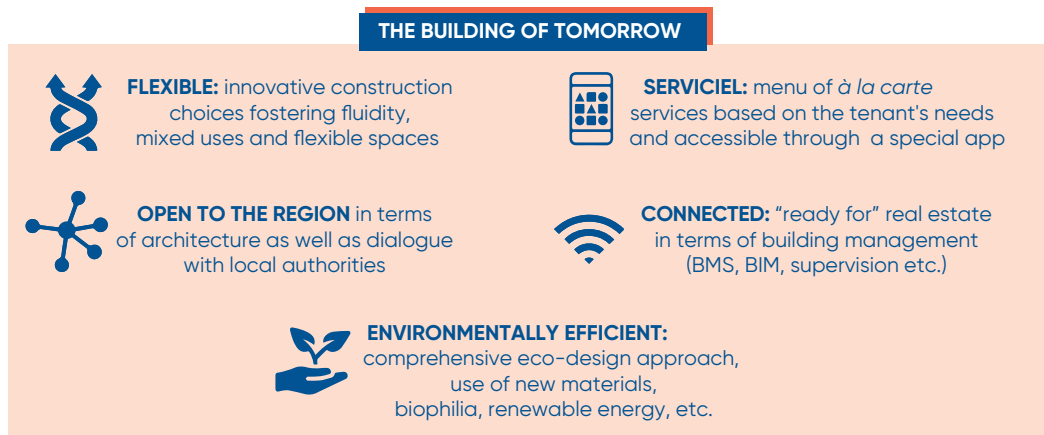 THE BUILDING OF TOMORROW
FLEXIBLE: innovative construction
choices fostering fluidity,
mixed uses and flexible spaces
SERVICIEL: menu of à la carte
services based on the tenant's needs
and accessible through a special app
OPEN TO THE REGION in terms
of architecture as well as dialogue
with local authorities
CONNECTED: “ready for” real estate
in terms of building management
(BMS, BIM, supervision etc.)
ENVIRONMENTALLY EFFICIENT:
comprehensive eco-design approach,
use of new materials,
biophilia, renewable energy, etc.